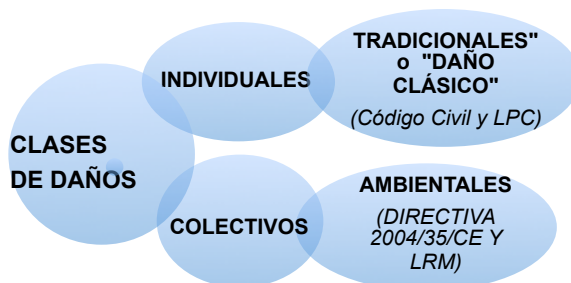 CLASES
DE DAÑOS
INDIVIDUALES
TRADICIONALES"
o "DAÑO
CLÁSICO"
(Código Civil y LPC)
COLECTIVOS
AMBIENTALES
(DIRECTIVA
2004/35/CE Y
LRM)